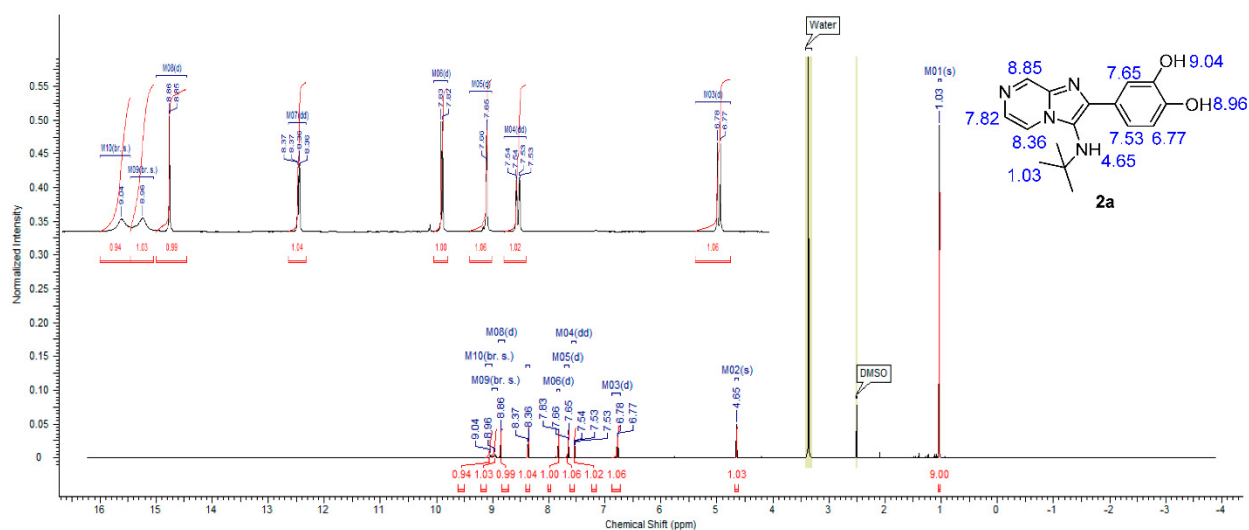 Water
M08(d)
8.86
8.85
M10(br. s.)
M09(br. s.)
9.04
8.96
M07(dd)
8.37
8.37
8.36
8.36
M06(d)
7.83
7.82
M05(d)
7.66
7.65
M04(dd)
7.54
7.54
7.53
7.53
M03(d)
6.78
6.77
M01(s)
1.03
8.85
N
N
7.65
OH
9.04
OH
8.96
7.82
N
8.36
NH
4.65
7.53
6.77
1.03
2a
Normalized Intensity
0.55
0.50
0.45
0.40
0.35
0.30
0.25
0.20
0.15
0.10
0.05
0
0.94
1.03
0.99
1.04
1.00
1.06
1.02
1.06
M08(d)
M04(dd)
M10(br. s.)
M05(d)
M09(br. s.)
M06(d)
M03(d)
M02(s)
DMSO
9.04
8.96
8.86
8.37
8.36
7.83
7.66
7.65
7.54
7.53
7.53
6.78
6.77
4.65
0.94 1.03 0.99 1.04 1.00 1.06 1.02 1.06
1.03
9.00
16 15 14 13 12 11 10 9 8 7 6 5 4 3 2 1 0 -1 -2 -3 -4
Chemical Shift (ppm)